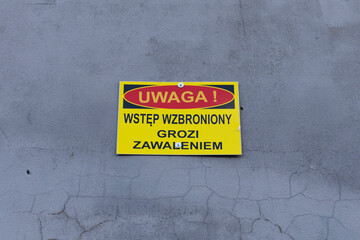 UWAGA !
WSTĘP WZBRONIONY
GROZI
ZAWALENIEM